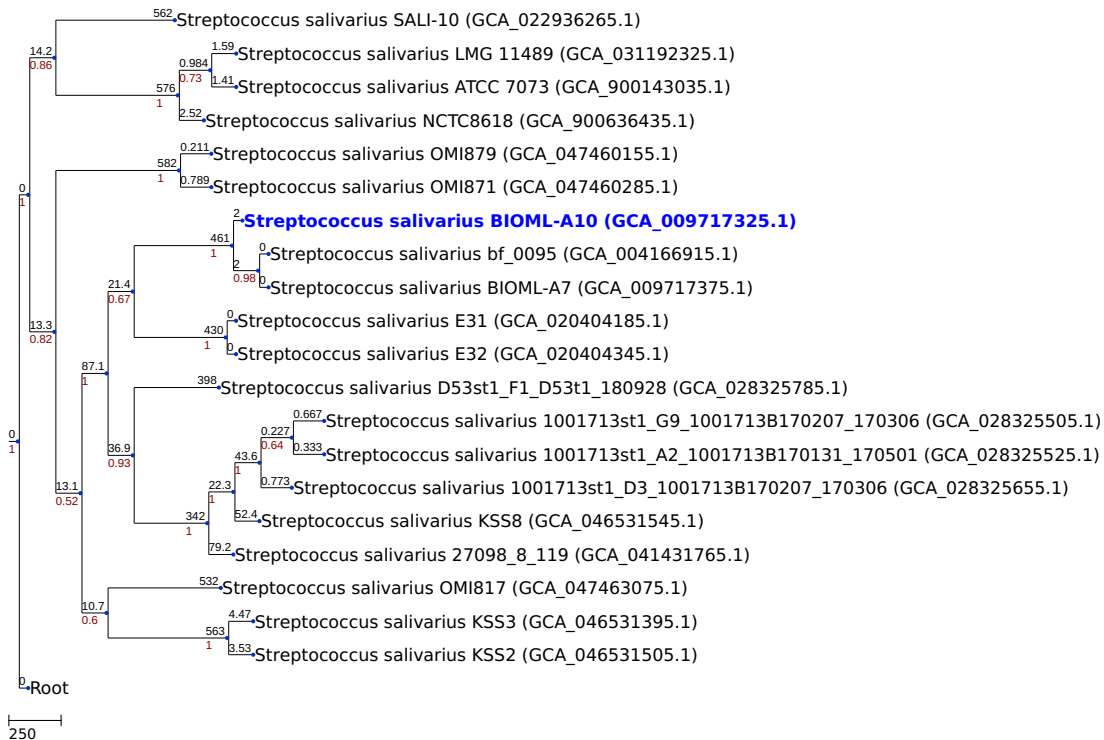 562 Streptococcus salivarius SALI-10 (GCA_022936265.1)
14.2
0.86
1.59 Streptococcus salivarius LMG 11489 (GCA_031192325.1)
0.984
0.73
1.41 Streptococcus salivarius ATCC 7073 (GCA_900143035.1)
576
1
2.52 Streptococcus salivarius NCTC8618 (GCA_900636435.1)
0.211 Streptococcus salivarius OMI879 (GCA_047460155.1)
582
1
0.789 Streptococcus salivarius OMI871 (GCA_047460285.1)
0
1
2 Streptococcus salivarius BIOML-A10 (GCA_009717325.1)
461
1
0 Streptococcus salivarius bf_0095 (GCA_004166915.1)
2
0.98
0 Streptococcus salivarius BIOML-A7 (GCA_009717375.1)
21.4
0.67
0 Streptococcus salivarius E31 (GCA_020404185.1)
13.3
0.82
430
1
0 Streptococcus salivarius E32 (GCA_020404345.1)
87.1
1
398 Streptococcus salivarius D53st1_F1_D53t1_180928 (GCA_028325785.1)
0.667 Streptococcus salivarius 1001713st1_G9_1001713B170207_170306 (GCA_028325505.1)
0.227
0.64
0
1
36.9
0.93
0.333 Streptococcus salivarius 1001713st1_A2_1001713B170131_170501 (GCA_028325525.1)
43.6
1
0.773 Streptococcus salivarius 1001713st1_D3_1001713B170207_170306 (GCA_028325655.1)
13.1
0.52
22.3
1
52.4 Streptococcus salivarius KSS8 (GCA_046531545.1)
342
1
79.2 Streptococcus salivarius 27098_8_119 (GCA_041431765.1)
532 Streptococcus salivarius OMI817 (GCA_047463075.1)
10.7
0.6
4.47 Streptococcus salivarius KSS3 (GCA_046531395.1)
563
1
3.53 Streptococcus salivarius KSS2 (GCA_046531505.1)
0 Root
250